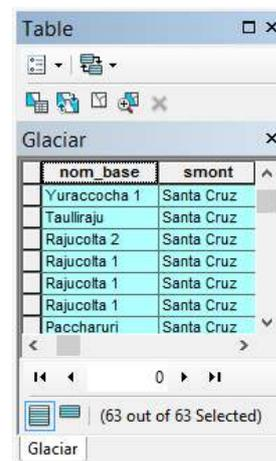 Table
Glaciar
nom_base smont
Yuraccocha 1 Santa Cruz
Taulliraju Santa Cruz
Rajucolta 2 Santa Cruz
Rajucolta 1 Santa Cruz
Rajucolta 1 Santa Cruz
Rajucolta 1 Santa Cruz
Paccharuri Santa Cruz
0
(63 out of 63 Selected)
Glaciar